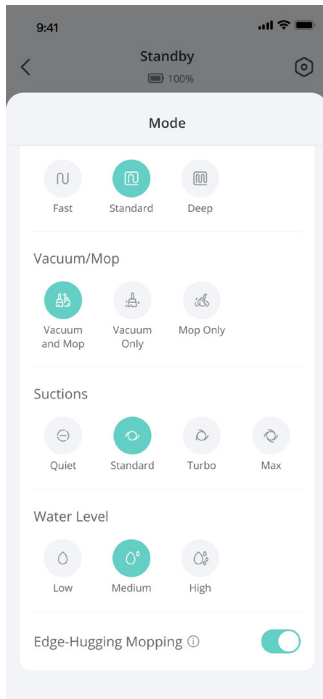 9:41
Standby
100%
Mode
Fast Standard Deep
Vacuum/Mop
Vacuum and Mop Vacuum Only Mop Only
Suctions
Quiet Standard Turbo Max
Water Level
Low Medium High
Edge-Hugging Mopping